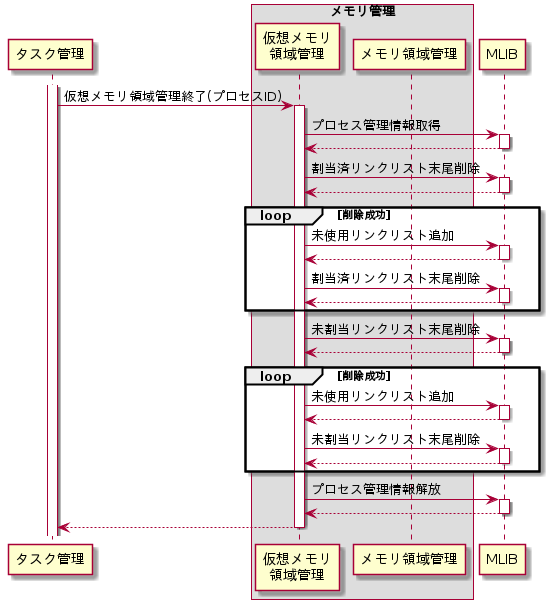 メモリ管理
タスク管理
仮想メモリ
領域管理
メモリ領域管理
MLIB
仮想メモリ領域管理終了(プロセスID)
プロセス管理情報取得
割当済リンクリスト末尾削除
loop [削除成功]
未使用リンクリスト追加
割当済リンクリスト末尾削除
未割当リンクリスト末尾削除
loop [削除成功]
未使用リンクリスト追加
未割当リンクリスト末尾削除
プロセス管理情報解放
タスク管理
仮想メモリ
領域管理
メモリ領域管理
MLIB